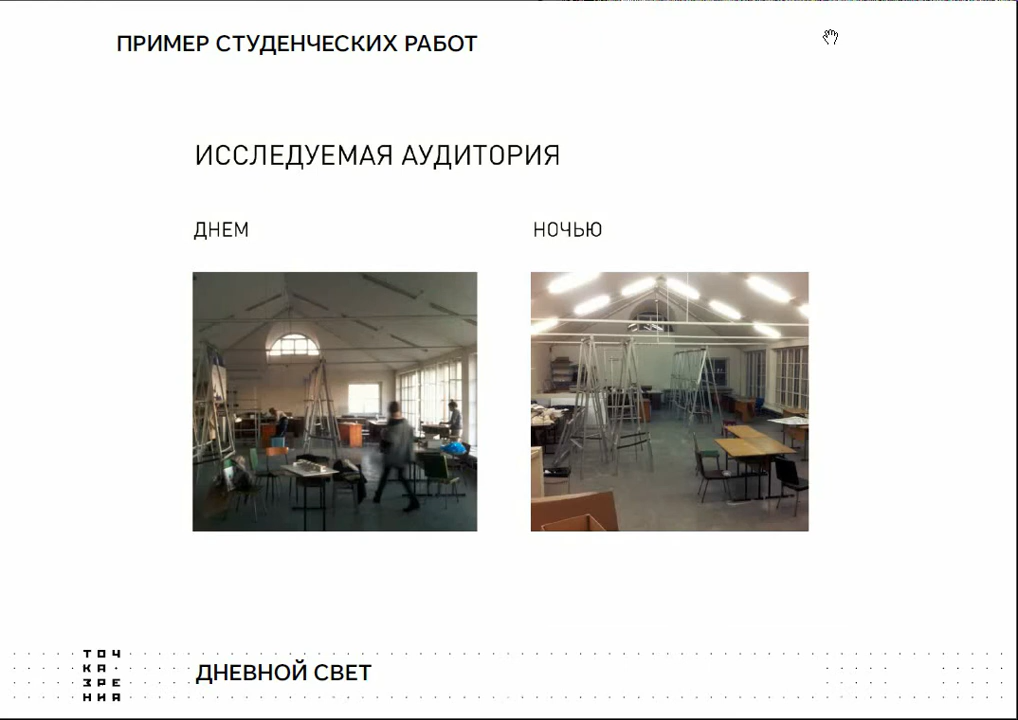 ПРИМЕР СТУДЕНЧЕСКИХ РАБОТ
ИССЛЕДУЕМАЯ АУДИТОРИЯ
ДНЕМ
НОЧЬЮ
ТОЧ
КА
ЗРЕ
НИЯ
ДНЕВНОЙ СВЕТ